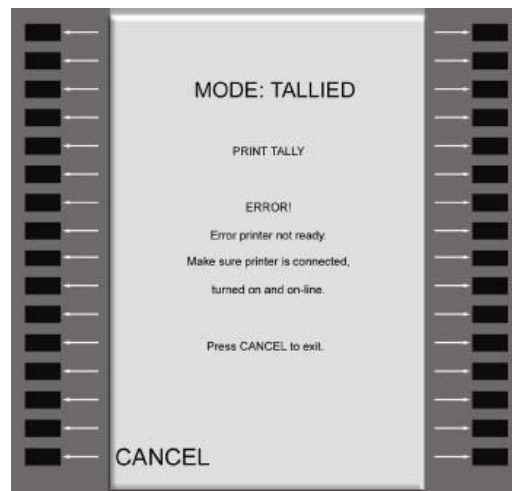 MODE: TALLIED
PRINT TALLY
ERROR!
Error printer not ready.
Make sure printer is connected,
turned on and on-line.
Press CANCEL to exit.
CANCEL